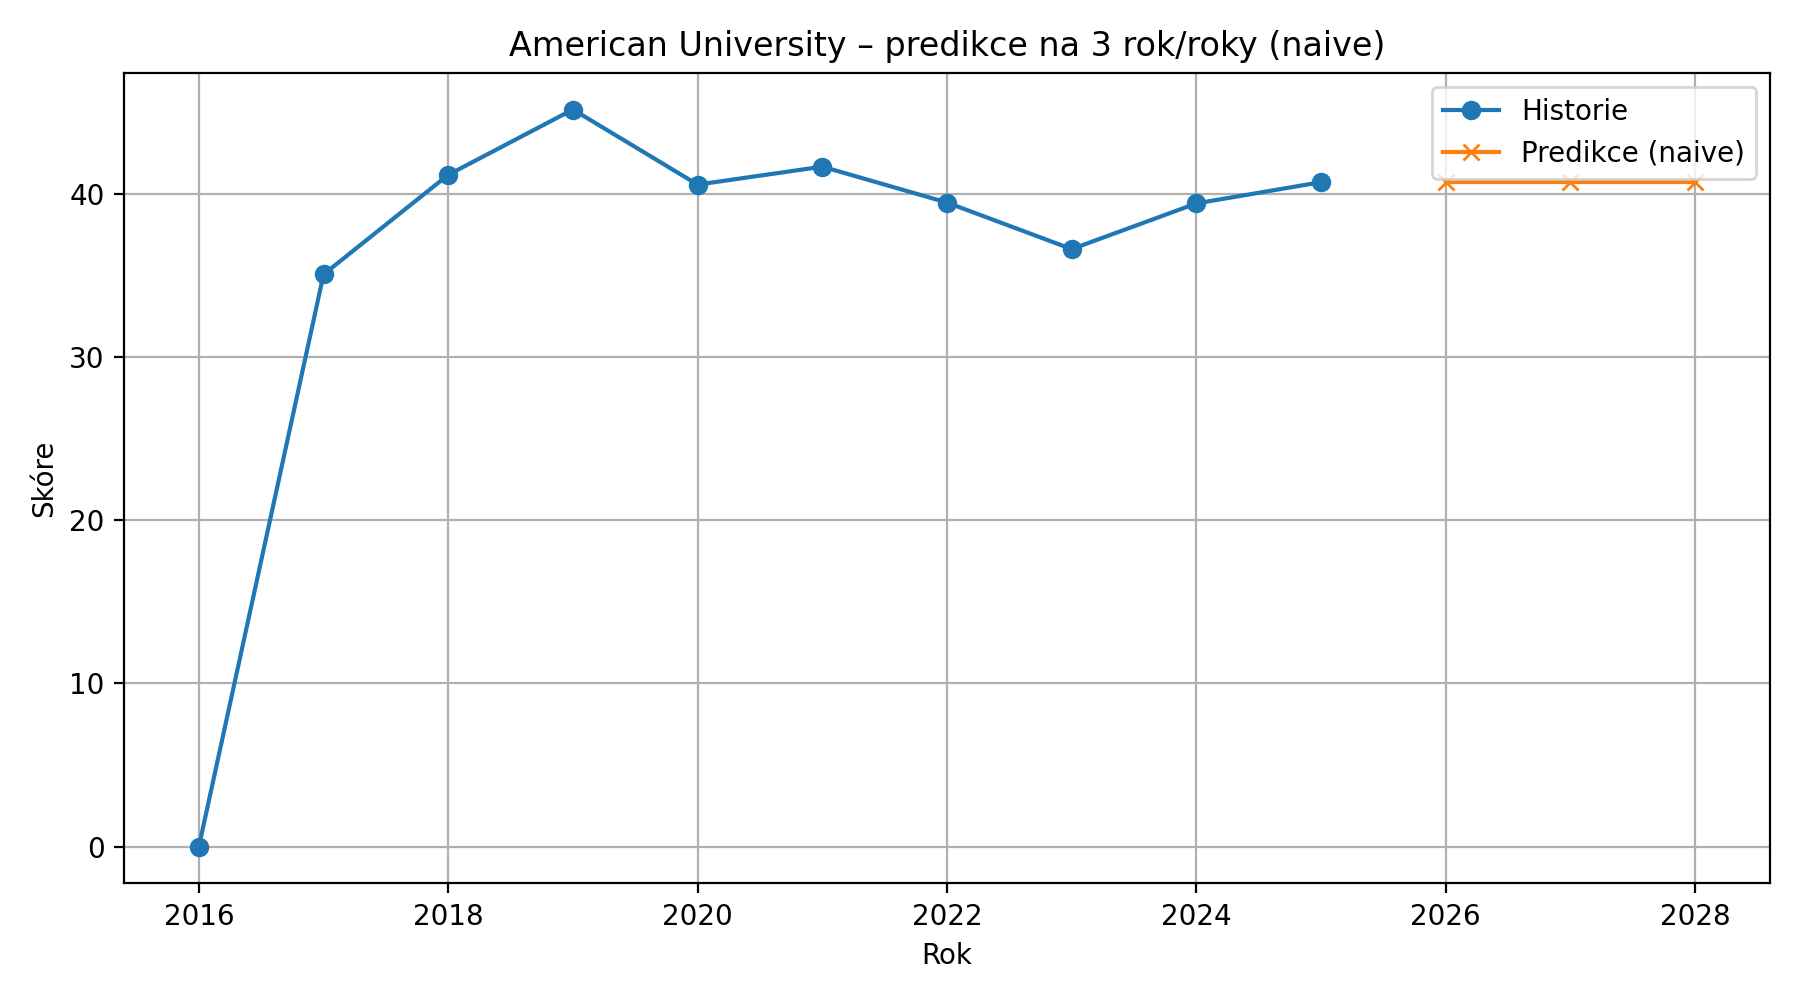 American University – predikce na 3 rok/roky (naive)
Historie
Predikce (naive)
Skóre
40
30
20
10
0
2016 2018 2020 2022 2024 2026 2028
Rok